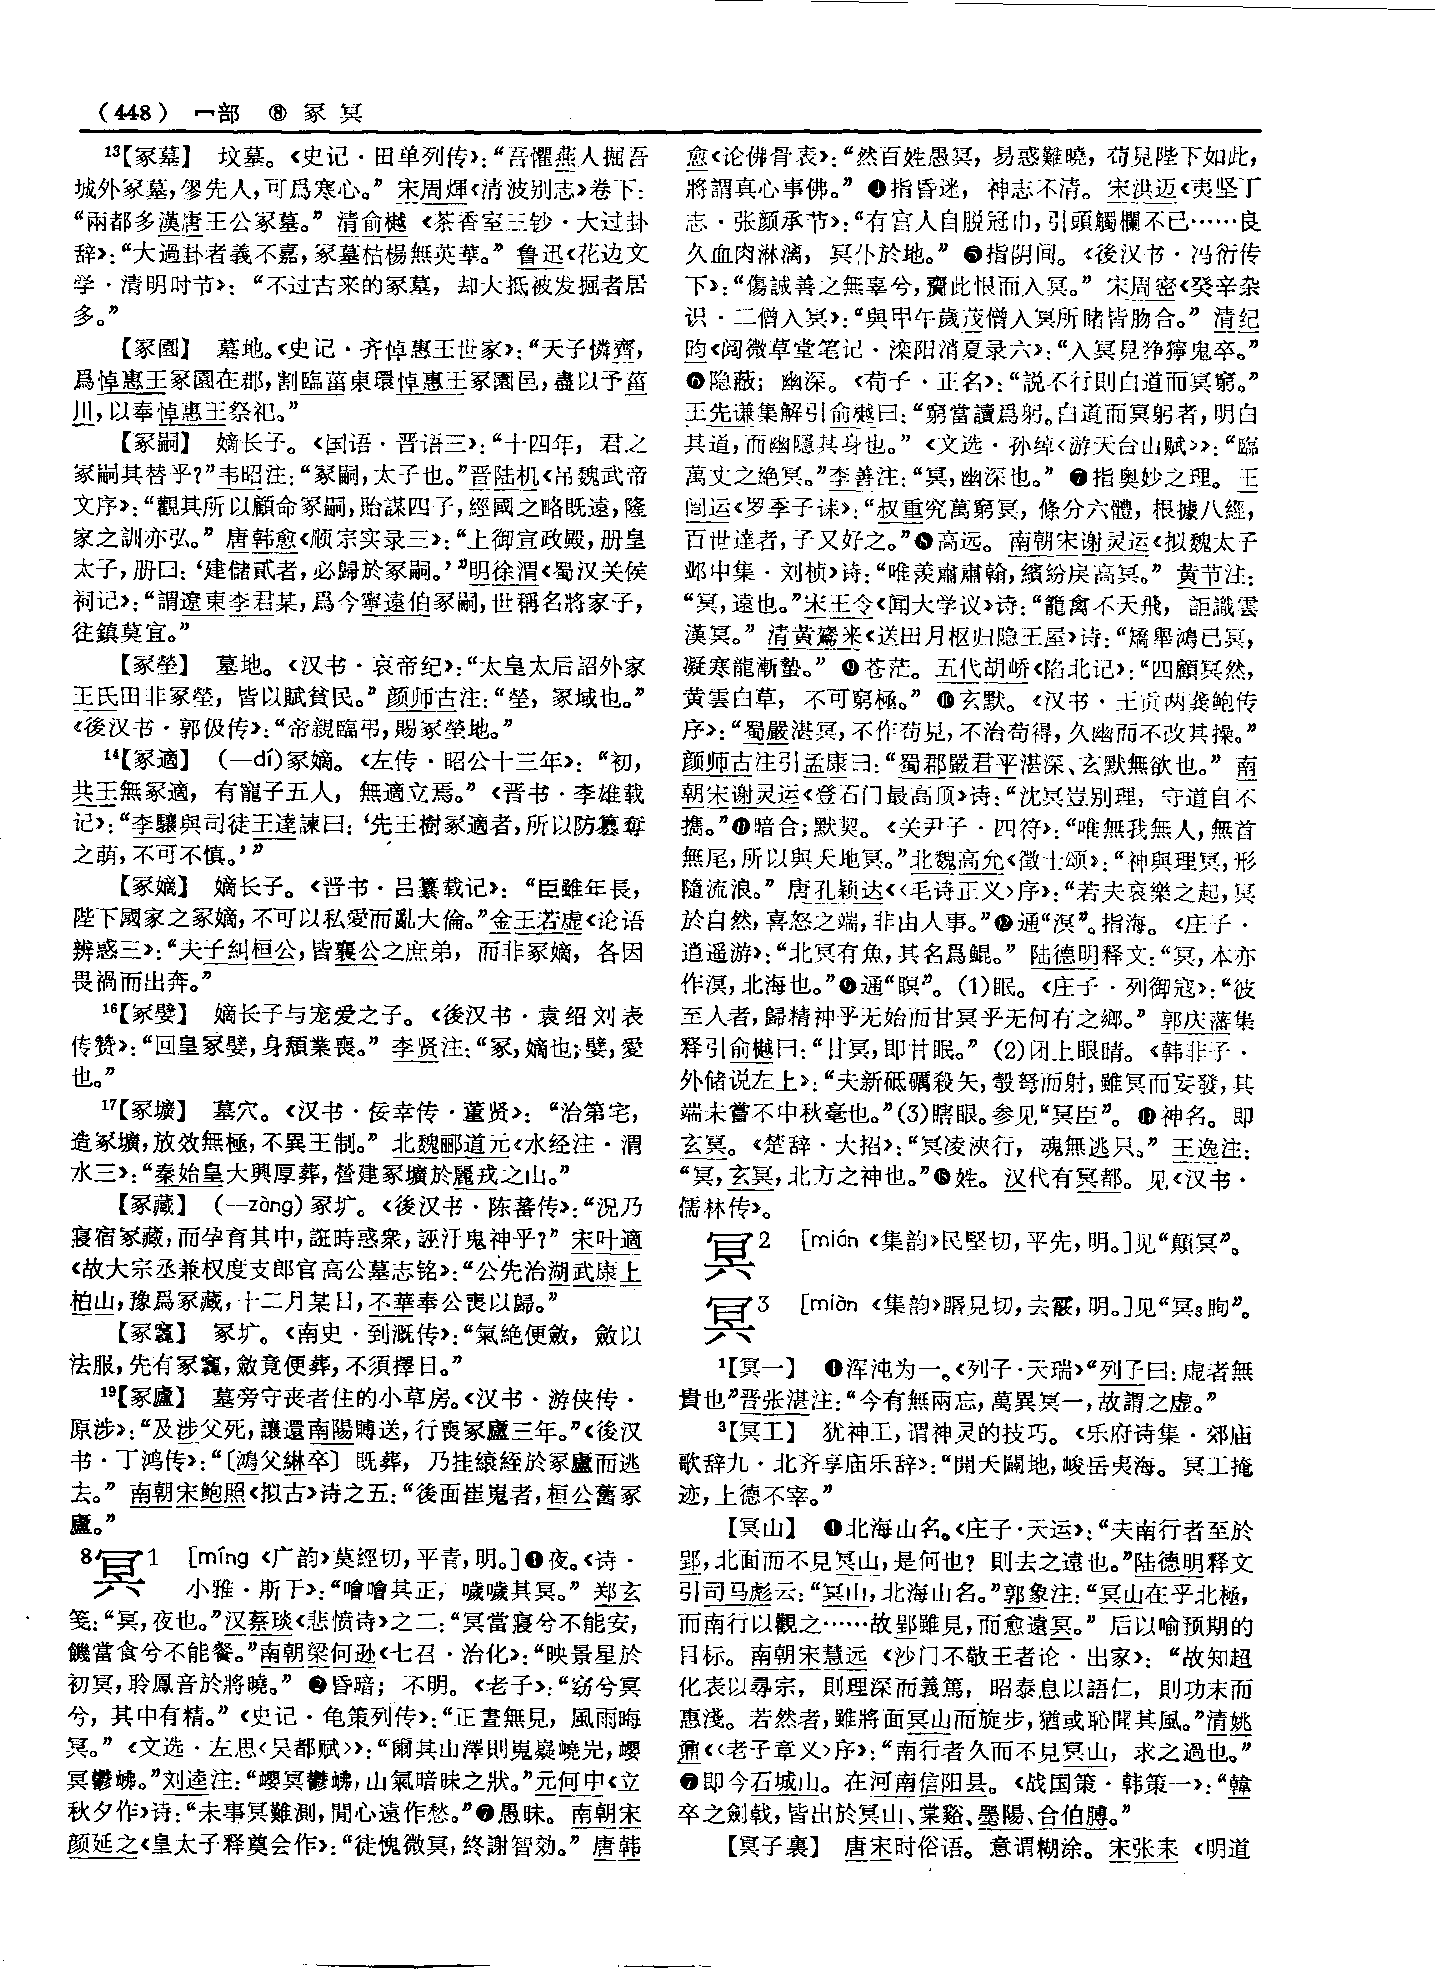 （448） 冖部 ⑧ 冢 冥
¹³【冢墓】 坟墓。《史记·田单列传》：“吾懼燕人掘吾
城外冢墓，僇先人，可爲寒心。” 宋周煇《清波别志》卷下：
“兩都多漢唐王公冢墓。” 清俞樾《茶香室三钞·大过卦
辞》：“大過卦者義不嘉，冢墓枯楊無英華。” 鲁迅《花边文
学·清明时节》：“不过古来的冢墓，却大抵被发掘者居
多。”
【冢園】 墓地。《史记·齐悼惠王世家》：“天子憐齊，
爲悼惠王冢園在郡，割臨菑東環悼惠王冢園邑，盡以予菑
川，以奉悼惠王祭祀。”
【冢嗣】 嫡长子。《国语·晋语三》：“十四年，君之
冢嗣其替乎？”韦昭注：“冢嗣，太子也。”晋陆机《吊魏武帝
文序》：“觀其所以顧命冢嗣，貽謀四子，經國之略既遠，隆
家之訓亦弘。” 唐韩愈《顺宗实录三》：“上御宣政殿，册皇
太子，册曰：‘建儲貳者，必歸於冢嗣。’”明徐渭《蜀汉关侯
祠记》：“謂遼東李君某，爲今寧遠伯冢嗣，世稱名將家子，
往鎮莫宜。”
【冢塋】 墓地。《汉书·哀帝纪》：“太皇太后詔外家
王氏田非冢塋，皆以賦貧民。”颜师古注：“塋，冢域也。”
《後汉书·郭伋传》：“帝親臨弔，賜冢塋地。”
¹⁴【冢適】 （—dí）冢嫡。《左传·昭公十三年》：“初，
共王無冢適，有寵子五人，無適立焉。” 《晋书·李雄载
记》：“李驤與司徒王達諫曰：‘先王樹冢適者，所以防篡奪
之萌，不可不慎。’”
【冢嫡】 嫡长子。《晋书·吕纂载记》：“臣雖年長，
陛下國家之冢嫡，不可以私愛而亂大倫。”金王若虚《论语
辨惑三》：“夫子糾桓公，皆襄公之庶弟，而非冢嫡，各因
畏禍而出奔。”
¹⁶【冢嬖】 嫡长子与宠爱之子。《後汉书·袁绍刘表
传赞》：“回皇冢嬖，身頹業喪。” 李贤注：“冢，嫡也；嬖，愛
也。”
¹⁷【冢壙】 墓穴。《汉书·佞幸传·董贤》：“治第宅，
造冢壙，放效無極，不異王制。” 北魏郦道元《水经注·渭
水三》：“秦始皇大興厚葬，營建冢壙於麗戎之山。”
【冢藏】 （—zàng）冢圹。《後汉书·陈蕃传》：“況乃
寢宿冢藏，而孕育其中，誑時惑衆，誣汙鬼神乎？” 宋叶適
《故大宗丞兼权度支郎官高公墓志铭》：“公先治湖武康上
柏山，豫爲冢藏，十二月某日，不華奉公喪以歸。”
【冢竁】 冢圹。《南史·到溉传》：“氣絶便斂，斂以
法服，先有冢竁，斂竟便葬，不須擇日。”
¹⁹【冢廬】 墓旁守丧者住的小草房。《汉书·游侠传·
原涉》：“及涉父死，讓還南陽賻送，行喪冢廬三年。”《後汉
书·丁鸿传》：“〔鴻父綝卒〕既葬，乃挂縗絰於冢廬而逃
去。” 南朝宋鲍照《拟古》诗之五：“後面崔嵬者，桓公舊冢
廬。”
⁸冥¹ [míng 《广韵》莫經切，平青，明。]❶夜。《诗·
小雅·斯干》：“噲噲其正，噦噦其冥。” 郑玄
笺：“冥，夜也。”汉蔡琰《悲愤诗》之二：“冥當寢兮不能安，
饑當食兮不能餐。”南朝梁何逊《七召·治化》：“映景星於
初冥，聆鳳音於將曉。” ❷昏暗；不明。《老子》：“窈兮冥
兮，其中有精。”《史记·龟策列传》：“正晝無見，風雨晦
冥。” 《文选·左思〈吴都赋〉》：“爾其山澤則嵬嶷嶢屼，巊
冥鬱岪。”刘逵注：“巊冥鬱岪，山氣暗昧之狀。”元何中《立
秋夕作》诗：“未事冥難測，閒心遠作愁。”❸愚昧。南朝宋
颜延之《皇太子释奠会作》：“徒愧微冥，終謝智効。” 唐韩
愈《论佛骨表》：“然百姓愚冥，易惑難曉，苟見陛下如此，
將謂真心事佛。” ❹指昏迷，神志不清。宋洪迈《夷坚丁
志·张颜承节》：“有宫人自脱冠巾，引頭觸欄不已……良
久血肉淋漓，冥仆於地。” ❺指阴间。《後汉书·冯衍传
下》：“傷誠善之無辜兮，齎此恨而入冥。” 宋周密《癸辛杂
识·二僧入冥》：“與甲午歲茂僧入冥所睹皆脗合。” 清纪
昀《阅微草堂笔记·滦阳消夏录六》：“入冥見猙獰鬼卒。”
❻隐蔽；幽深。《荀子·正名》：“説不行則白道而冥窮。”
王先谦集解引俞樾曰：“窮當讀爲躬。白道而冥躬者，明白
其道，而幽隱其身也。” 《文选·孙绰〈游天台山赋〉》：“臨
萬丈之絶冥。”李善注：“冥，幽深也。” ❼指奥妙之理。王
闿运《罗季子诔》：“叔重究萬窮冥，條分六體，根據八經，
百世達者，子又好之。”❽高远。南朝宋谢灵运《拟魏太子
邺中集·刘桢》诗：“唯羨肅肅翰，繽紛戾高冥。” 黄节注：
“冥，遠也。”宋王令《闻大学议》诗：“籠禽不天飛，詎識雲
漢冥。” 清黄鷟来《送田月枢归隐王屋》诗：“矯舉鴻已冥，
凝寒龍漸蟄。” ❾苍茫。五代胡峤《陷北记》：“四顧冥然，
黄雲白草，不可窮極。” ❿玄默。《汉书·王贡两龚鲍传
序》：“蜀嚴湛冥，不作苟見，不治苟得，久幽而不改其操。”
颜师古注引孟康曰：“蜀郡嚴君平湛深、玄默無欲也。” 南
朝宋谢灵运《登石门最高顶》诗：“沈冥豈别理，守道自不
攜。”⓫暗合；默契。《关尹子·四符》：“唯無我無人，無首
無尾，所以與天地冥。”北魏高允《徵士颂》：“神與理冥，形
隨流浪。” 唐孔颖达《〈毛诗正义〉序》：“若夫哀樂之起，冥
於自然，喜怒之端，非由人事。”⓬通“溟”。指海。《庄子·
逍遥游》：“北冥有魚，其名爲鯤。” 陆德明释文：“冥，本亦
作溟，北海也。”⓭通“瞑”。（1）眠。《庄子·列御寇》：“彼
至人者，歸精神乎无始而甘冥乎无何有之鄉。” 郭庆藩集
释引俞樾曰：“甘冥，即甘眠。”（2）闭上眼睛。《韩非子·
外储说左上》：“夫新砥礪殺矢，彀弩而射，雖冥而妄發，其
端未嘗不中秋毫也。”（3）瞎眼。参见“冥臣”。 ⓮神名。即
玄冥。《楚辞·大招》：“冥凌浹行，魂無逃只。” 王逸注：
“冥，玄冥，北方之神也。”⓯姓。汉代有冥都。见《汉书·
儒林传》。
冥² [mián 《集韵》民堅切，平先，明。]见“顛冥”。
冥³ [miàn 《集韵》眳見切，去霰，明。]见“冥₃眴”。
¹【冥一】 ❶浑沌为一。《列子·天瑞》“列子曰：虚者無
貴也”晋张湛注：“今有無兩忘，萬異冥一，故謂之虚。”
³【冥工】 犹神工，谓神灵的技巧。《乐府诗集·郊庙
歌辞九·北齐享庙乐辞》：“開天闢地，峻岳夷海。冥工掩
迹，上德不宰。”
【冥山】 ❶北海山名。《庄子·天运》：“夫南行者至於
郢，北面而不見冥山，是何也？則去之遠也。”陆德明释文
引司马彪云：“冥山，北海山名。”郭象注：“冥山在乎北極，
而南行以觀之……故郢雖見，而愈遠冥。” 后以喻预期的
目标。南朝宋慧远《沙门不敬王者论·出家》：“故知超
化表以尋宗，則理深而義篤，昭泰息以語仁，則功末而
惠淺。若然者，雖將面冥山而旋步，猶或恥聞其風。”清姚
鼐《〈老子章义〉序》：“南行者久而不見冥山，求之過也。”
❷即今石城山。在河南信阳县。《战国策·韩策一》：“韓
卒之劍戟，皆出於冥山、棠谿、墨陽、合伯膊。”
【冥子裏】 唐宋时俗语。意谓糊涂。宋张耒《明道